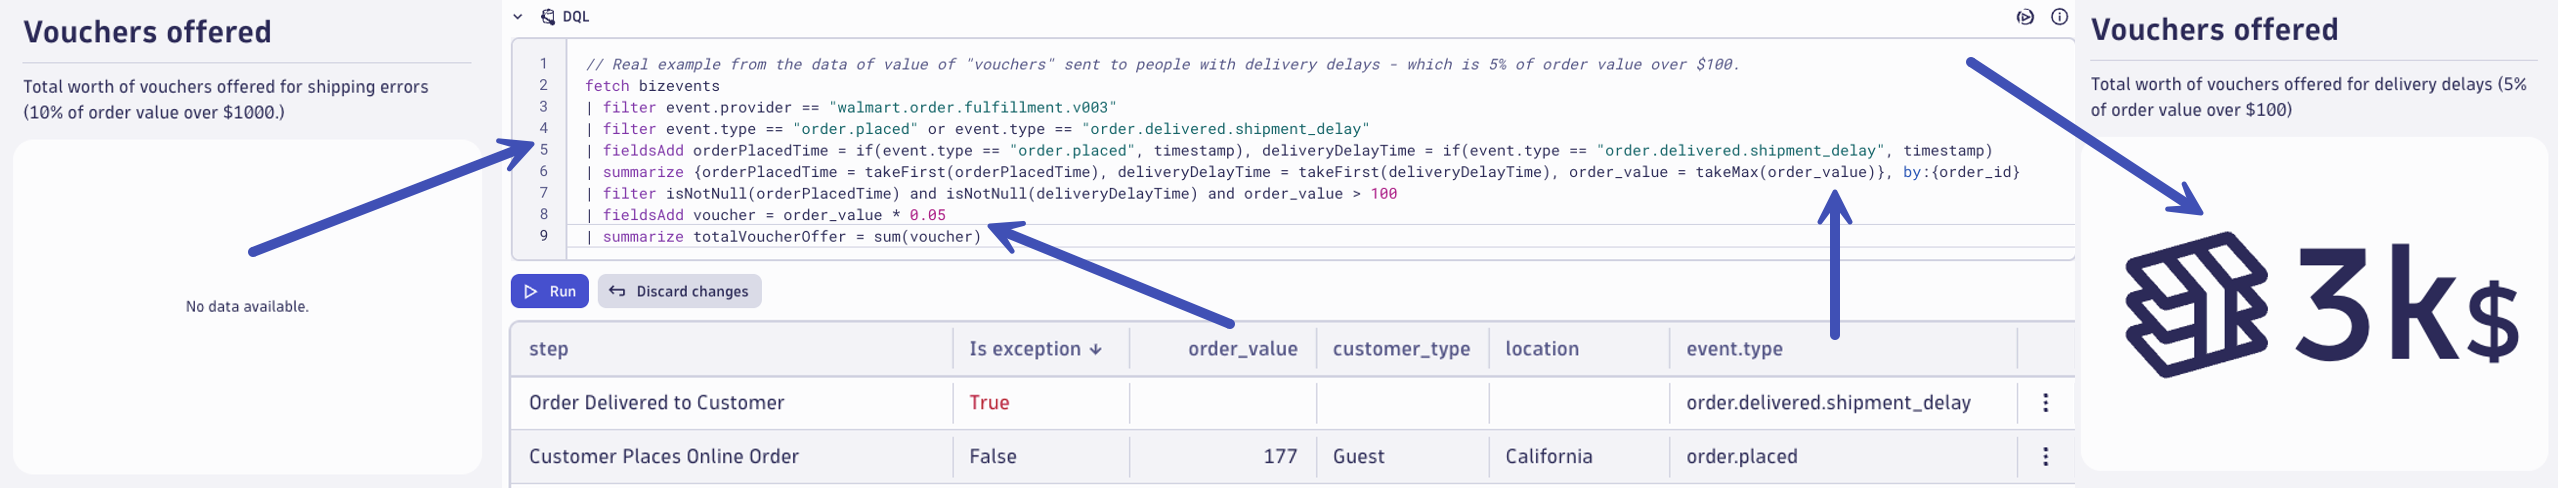 Vouchers offered
Total worth of vouchers offered for shipping errors
(10% of order value over $1000.)
No data available.
DQL
1 // Real example from the data of value of "vouchers" sent to people with delivery delays - which is 5% of order value over $100.
2 fetch bizevents
3 | filter event.provider == "walmart.order.fulfillment.v003"
4 | filter event.type == "order.placed" or event.type == "order.delivered.shipment_delay"
5 | fieldsAdd orderPlacedTime = if(event.type == "order.placed", timestamp), deliveryDelayTime = if(event.type == "order.delivered.shipment_delay", timestamp)
6 | summarize {orderPlacedTime = takeFirst(orderPlacedTime), deliveryDelayTime = takeFirst(deliveryDelayTime), order_value = takeMax(order_value)}, by:{order_id}
7 | filter isNotNull(orderPlacedTime) and isNotNull(deliveryDelayTime) and order_value > 100
8 | fieldsAdd voucher = order_value * 0.05
9 | summarize totalVoucherOffer = sum(voucher)
Run Discard changes
step Is exception order_value customer_type location event.type
Order Delivered to Customer True order.delivered.shipment_delay
Customer Places Online Order False 177 Guest California order.placed
Vouchers offered
Total worth of vouchers offered for delivery delays (5%
of order value over $100)
3k$